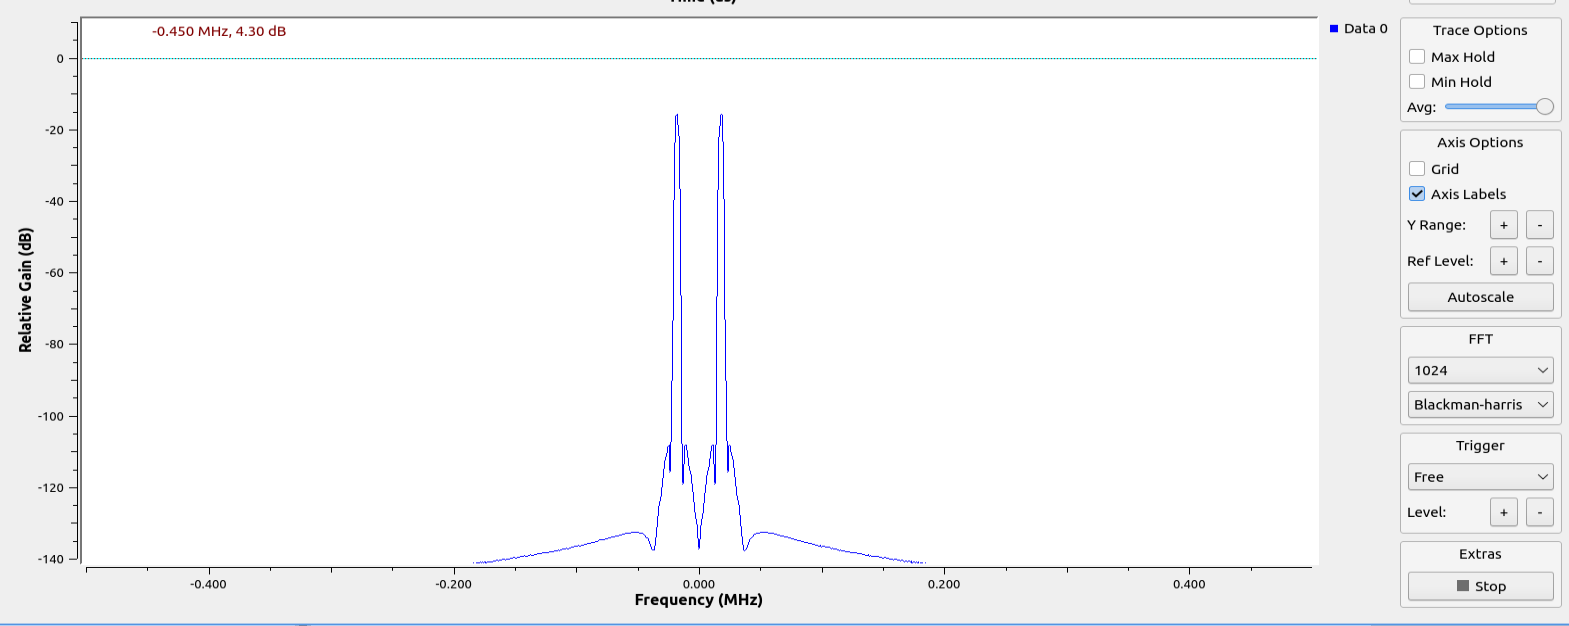 -0.450 MHz, 4.30 dB
Data 0
0
-20
-40
-60
-80
-100
-120
-140
Relative Gain (dB)
-0.400
-0.200
0.000
0.200
0.400
Frequency (MHz)
Trace Options
Max Hold
Min Hold
Avg:
Axis Options
Grid
Axis Labels
Y Range:
+
-
Ref Level:
+
-
Autoscale
FFT
1024
Blackman-harris
Trigger
Free
Level:
+
-
Extras
Stop